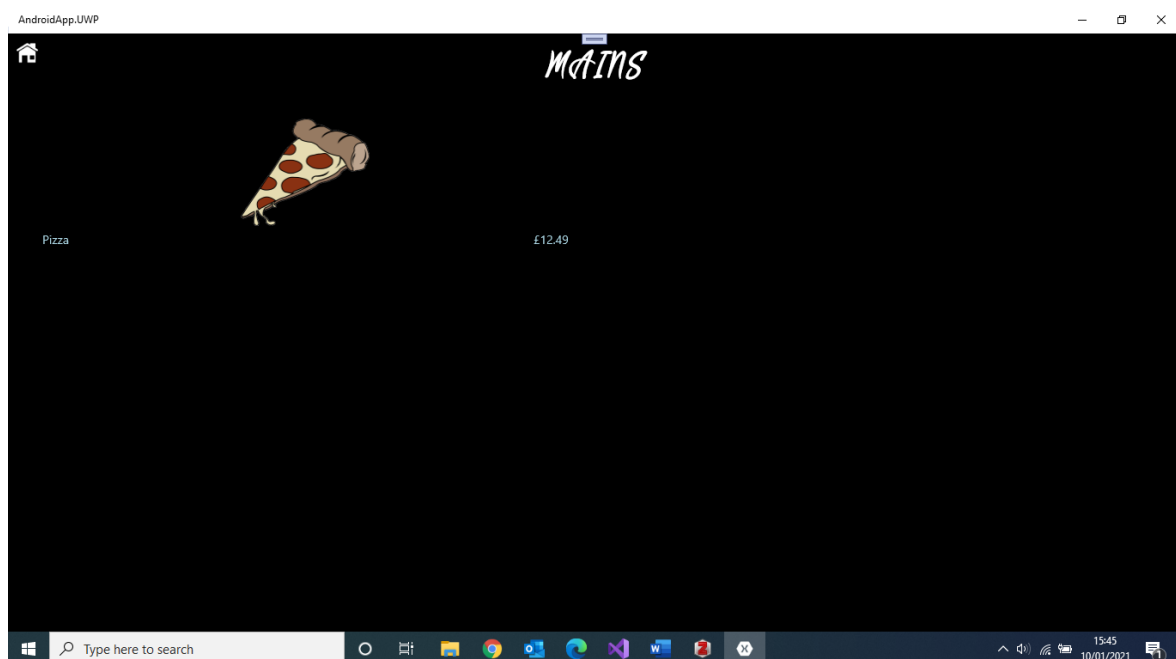 AndroidApp.UWP
MAINS
Pizza £12.49
Type here to search
15:45
10/01/2021